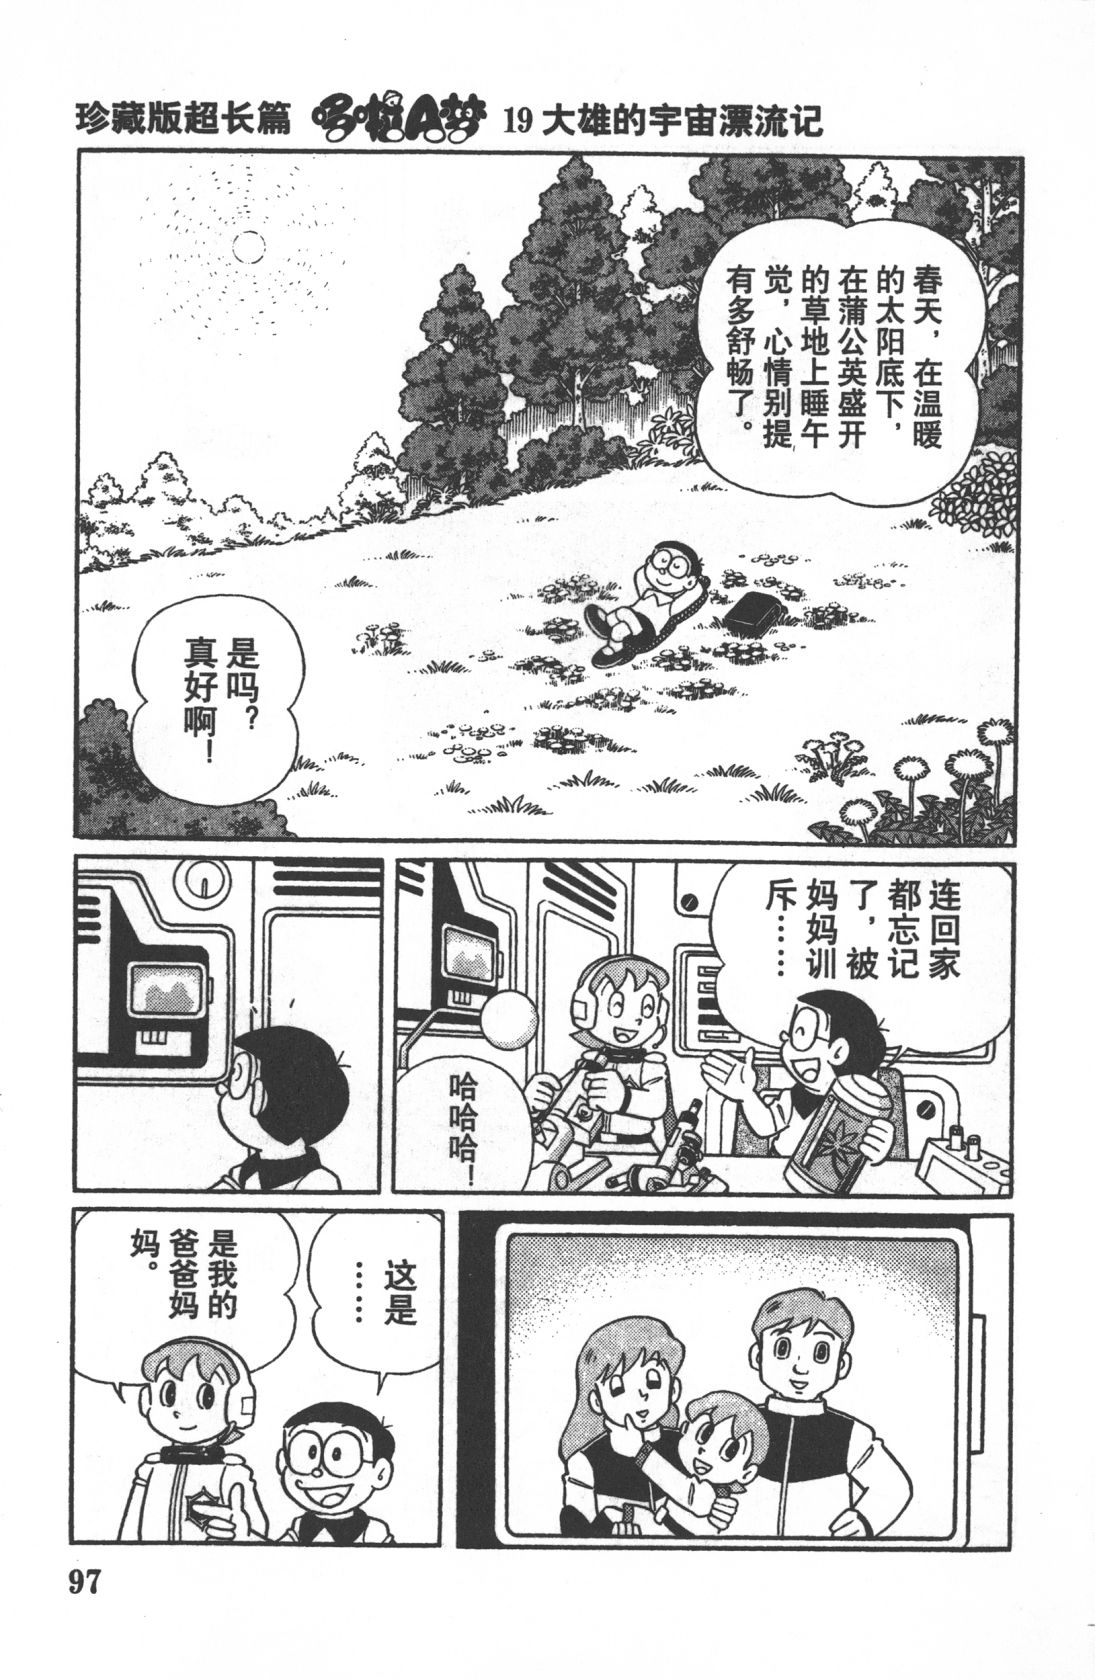 珍藏版超长篇 哆啦A梦 19 大雄的宇宙漂流记
春天，在温暖
的太阳底下，
在蒲公英盛开
的草地上睡午
觉，心情别提
有多舒畅了。
是吗？
真好啊！
连回家
都忘记
了，被
妈妈训
斥……
哈哈哈！
这是
……
是我的
爸爸妈
妈。
97